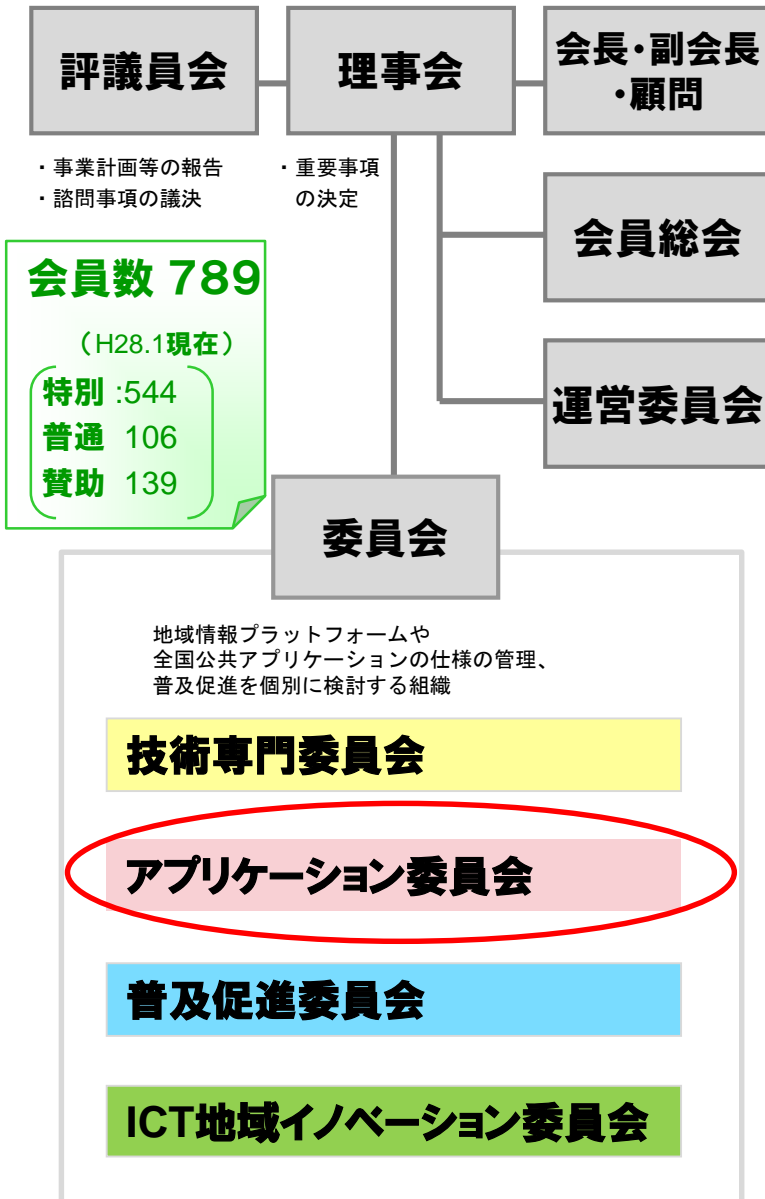 評議員会
理事会
会長・副会長
・顧問
・事業計画等の報告
・諮問事項の議決
・重要事項
の決定
会員総会
会員数 789
（H28.1現在）
特別 :544
普通 106
賛助 139
運営委員会
委員会
地域情報プラットフォームや
全国公共アプリケーションの仕様の管理、
普及促進を個別に検討する組織
技術専門委員会
アプリケーション委員会
普及促進委員会
ICT地域イノベーション委員会